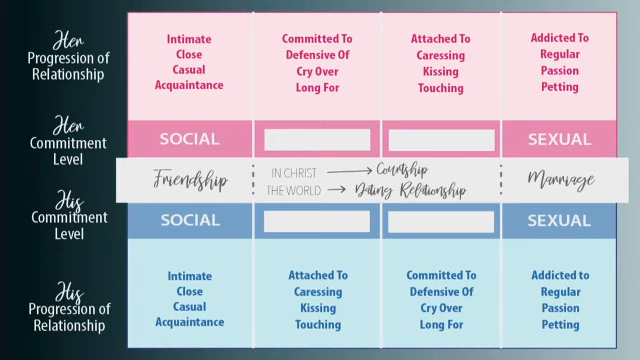 Her
Progression of
Relationship
Intimate
Close
Casual
Acquaintance
Committed To
Defensive Of
Cry Over
Long For
Attached To
Caressing
Kissing
Touching
Addicted To
Regular
Passion
Petting
Her
Commitment
Level
SOCIAL
SEXUAL
Friendship
IN CHRIST Courtship
THE WORLD Dating Relationship
Marriage
His
Commitment
Level
SOCIAL
SEXUAL
His
Progression of
Relationship
Intimate
Close
Casual
Acquaintance
Attached To
Caressing
Kissing
Touching
Committed To
Defensive Of
Cry Over
Long For
Addicted to
Regular
Passion
Petting